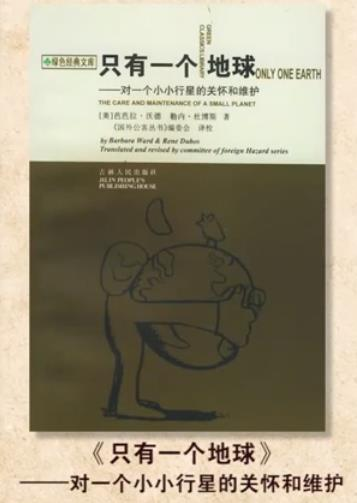 绿色经典文库
只有一个地球
GREEN
CLASSICS LIBRARY
ONLY ONE EARTH
——对一个小小行星的关怀和维护
THE CARE AND MAINTENANCE OF A SMALL PLANET
[美]芭芭拉·沃德 勒内·杜博斯 著
《国外公害丛书》编委会 译校
by Barbara Ward & Rene Dubos
Translated and revised by committee of foreign Hazard series
吉林人民出版社
JILIN PEOPLE'S
PUBLISHING HOUSE
《只有一个地球》
——对一个小小行星的关怀和维护